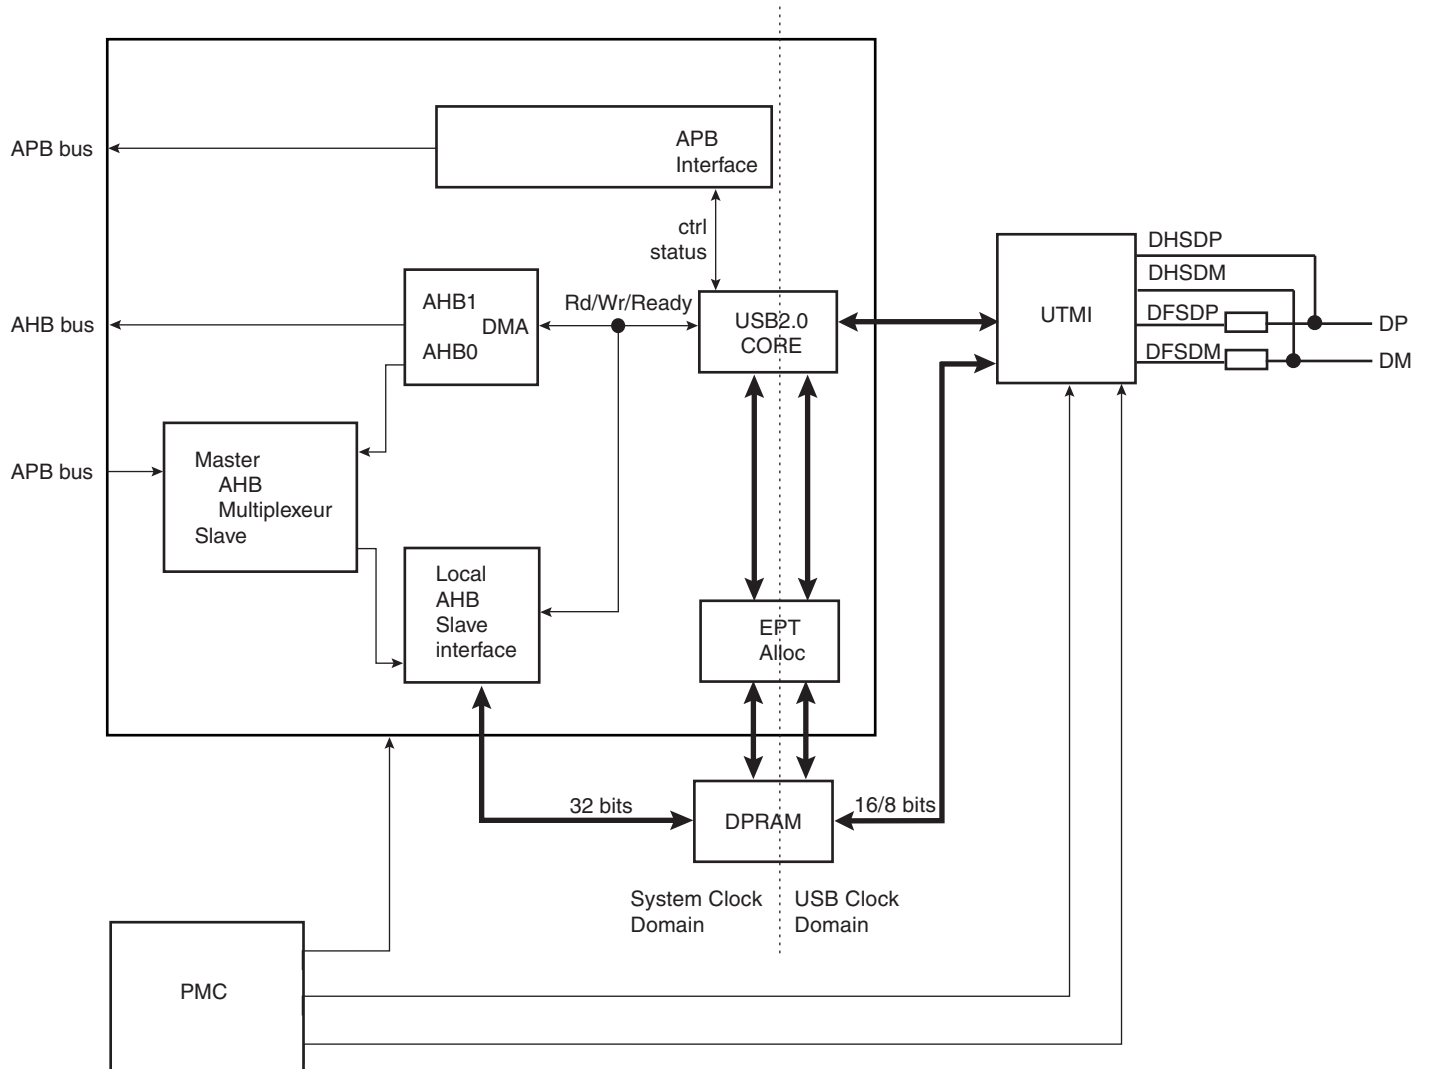 APB bus
APB
Interface
ctrl
status
DHSDP
DHSDM
DFSDP
DFSDM
DP
DM
UTMI
AHB bus
AHB1
DMA
AHB0
Rd/Wr/Ready
USB2.0
CORE
APB bus
Master
AHB
Multiplexeur
Slave
Local
AHB
Slave
interface
EPT
Alloc
32 bits
DPRAM
16/8 bits
System Clock
Domain
USB Clock
Domain
PMC